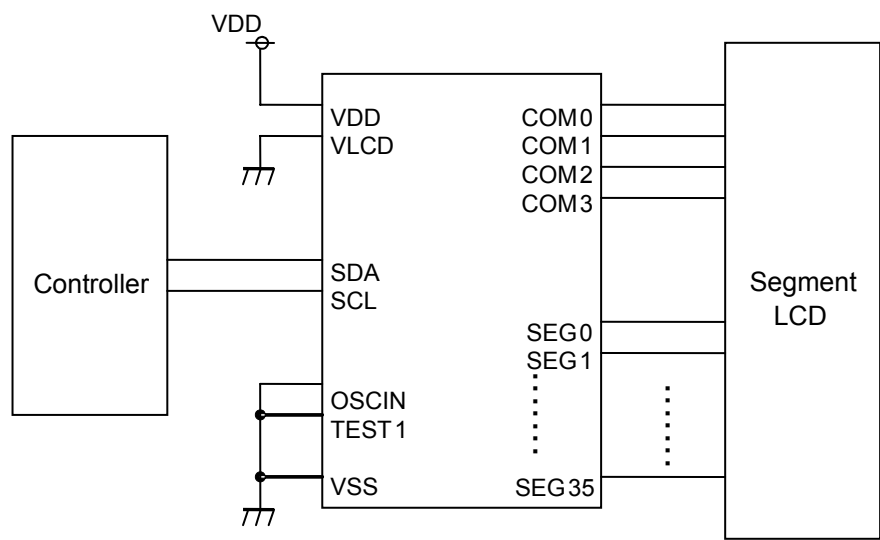 VDD
VDD
VLCD
COM0
COM1
COM2
COM3
Controller
SDA
SCL
Segment
LCD
SEG0
SEG1
OSCIN
TEST1
VSS
SEG35